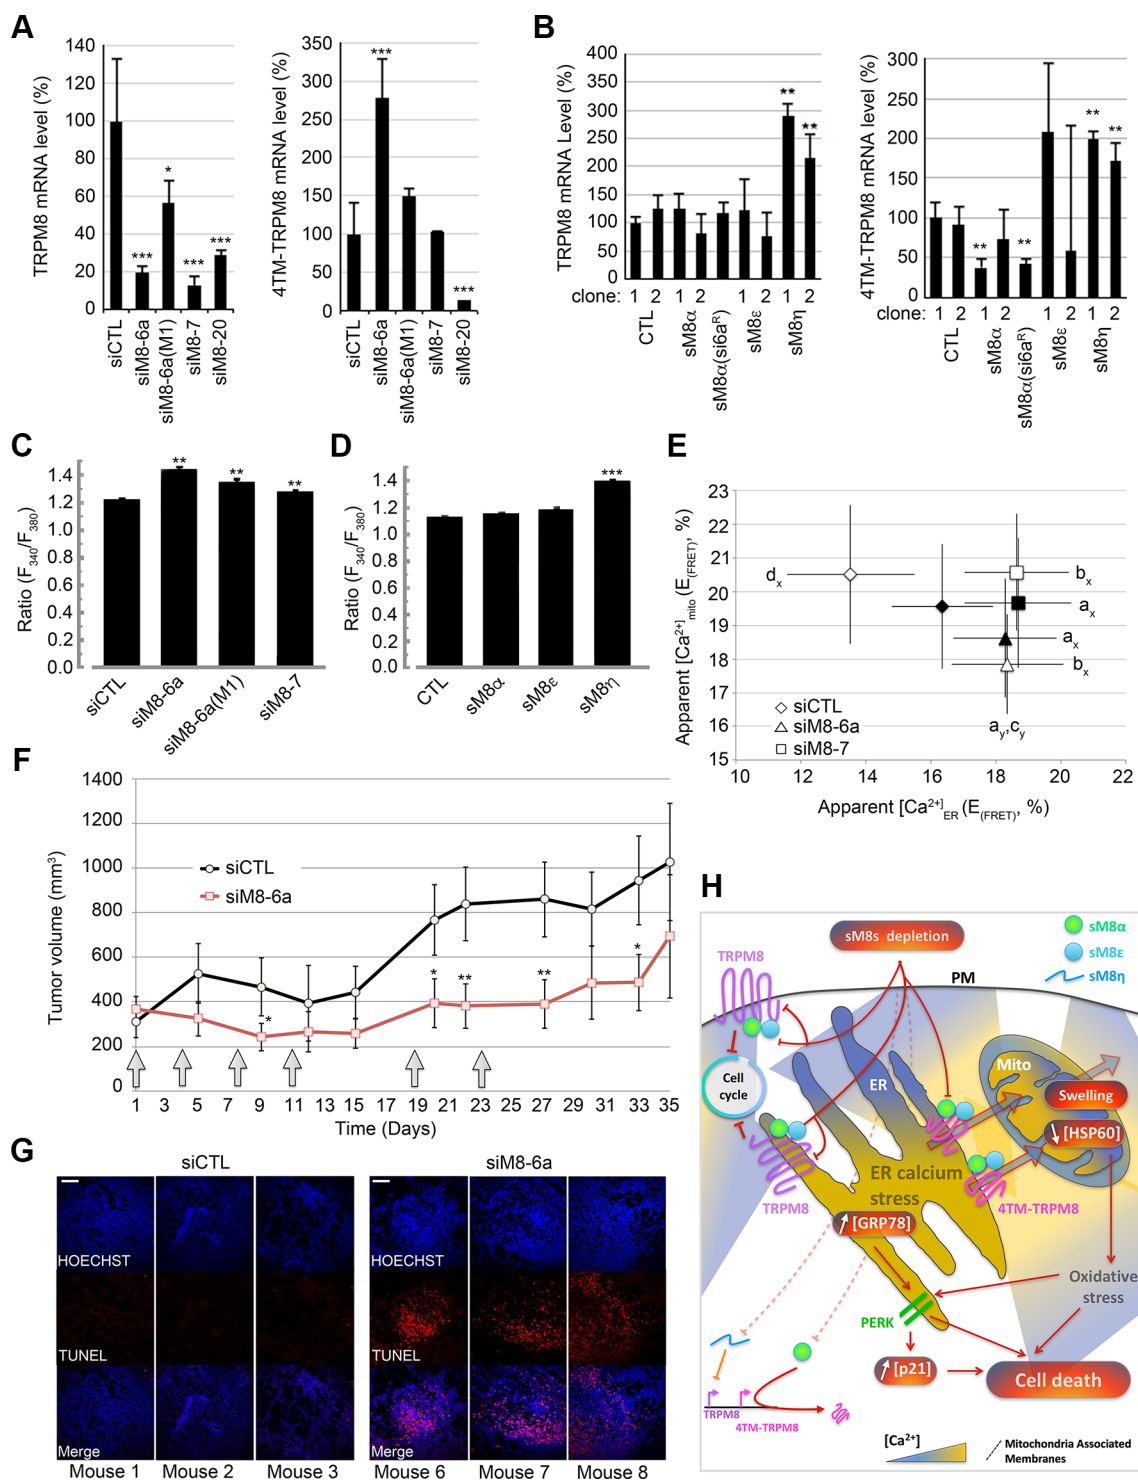 A
TRPM8 mRNA level (%)
140
120
100
80
60
40
20
0
siCTL
siM8-6a
siM8-6a(M1)
siM8-7
siM8-20
***
*
***
***
4TM-TRPM8 mRNA level (%)
350
300
250
200
150
100
50
0
siCTL
siM8-6a
siM8-6a(M1)
siM8-7
siM8-20
***
***
B
TRPM8 mRNA Level (%)
400
350
300
250
200
150
100
50
0
**
**
clone: 1 2 1 2 1 2 1 2
CTL
sM8α
sM8α(si6aᴿ)
sM8ε
sM8η
4TM-TRPM8 mRNA level (%)
300
250
200
150
100
50
0
**
**
**
**
clone: 1 2 1 2 1 2 1 2
CTL
sM8α
sM8α(si6aᴿ)
sM8ε
sM8η
C
Ratio (F340/F380)
1.4
1.2
1.0
0.8
0.6
0.4
0.2
0.0
**
**
**
siCTL
siM8-6a
siM8-6a(M1)
siM8-7
D
Ratio (F340/F380)
1.4
1.2
1.0
0.8
0.6
0.4
0.2
0.0
***
CTL
sM8α
sM8ε
sM8η
E
Apparent [Ca2+]mito (E(FRET), %)
23
22
21
20
19
18
17
16
15
dx
bx
ax
ax
bx
ay,cy
siCTL
siM8-6a
siM8-7
10 12 14 16 18 20 22
Apparent [Ca2+]ER (E(FRET), %)
F
Tumor volume (mm3)
1400
1200
1000
800
600
400
200
0
siCTL
siM8-6a
*
*
**
**
*
1 3 5 7 9 11 13 15 17 19 21 23 25 27 29 31 33 35
Time (Days)
G
siCTL
siM8-6a
HOECHST
HOECHST
TUNEL
TUNEL
Merge
Merge
Mouse 1 Mouse 2 Mouse 3 Mouse 6 Mouse 7 Mouse 8
H
sM8s depletion
sM8α
sM8ε
sM8η
TRPM8
PM
Cell
cycle
ER
Mito
Swelling
[HSP60]
ER calcium
stress
TRPM8
4TM-TRPM8
[GRP78]
Oxidative
stress
PERK
[p21]
Cell death
TRPM8
4TM-TRPM8
[Ca2+]
Mitochondria Associated
Membranes